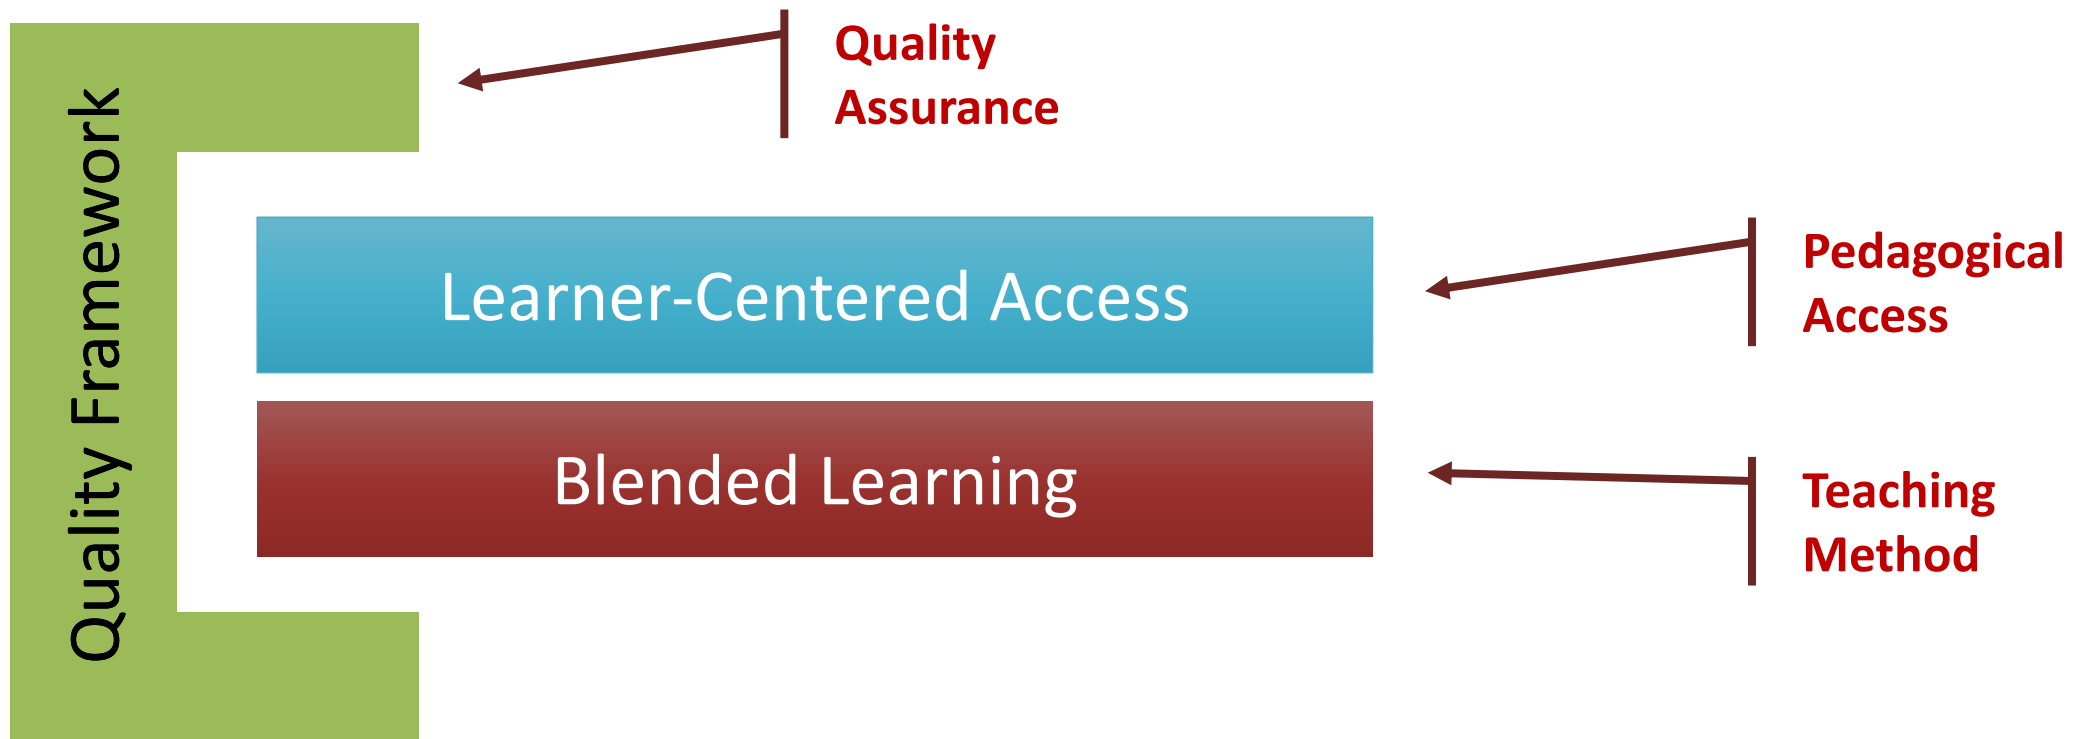 Quality Framework
Quality
Assurance
Learner-Centered Access
Pedagogical
Access
Blended Learning
Teaching
Method